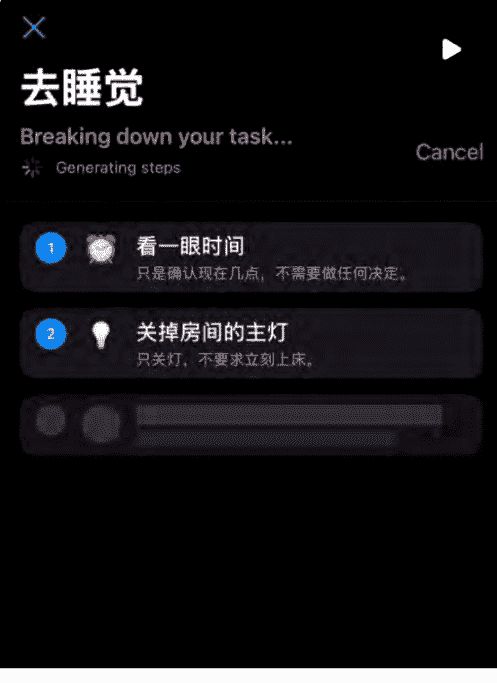 去睡觉
Breaking down your task...
Cancel
Generating steps
1
看一眼时间
只是确认现在几点，不需要做任何决定。
2
关掉房间的主灯
只关灯，不要求立刻上床。